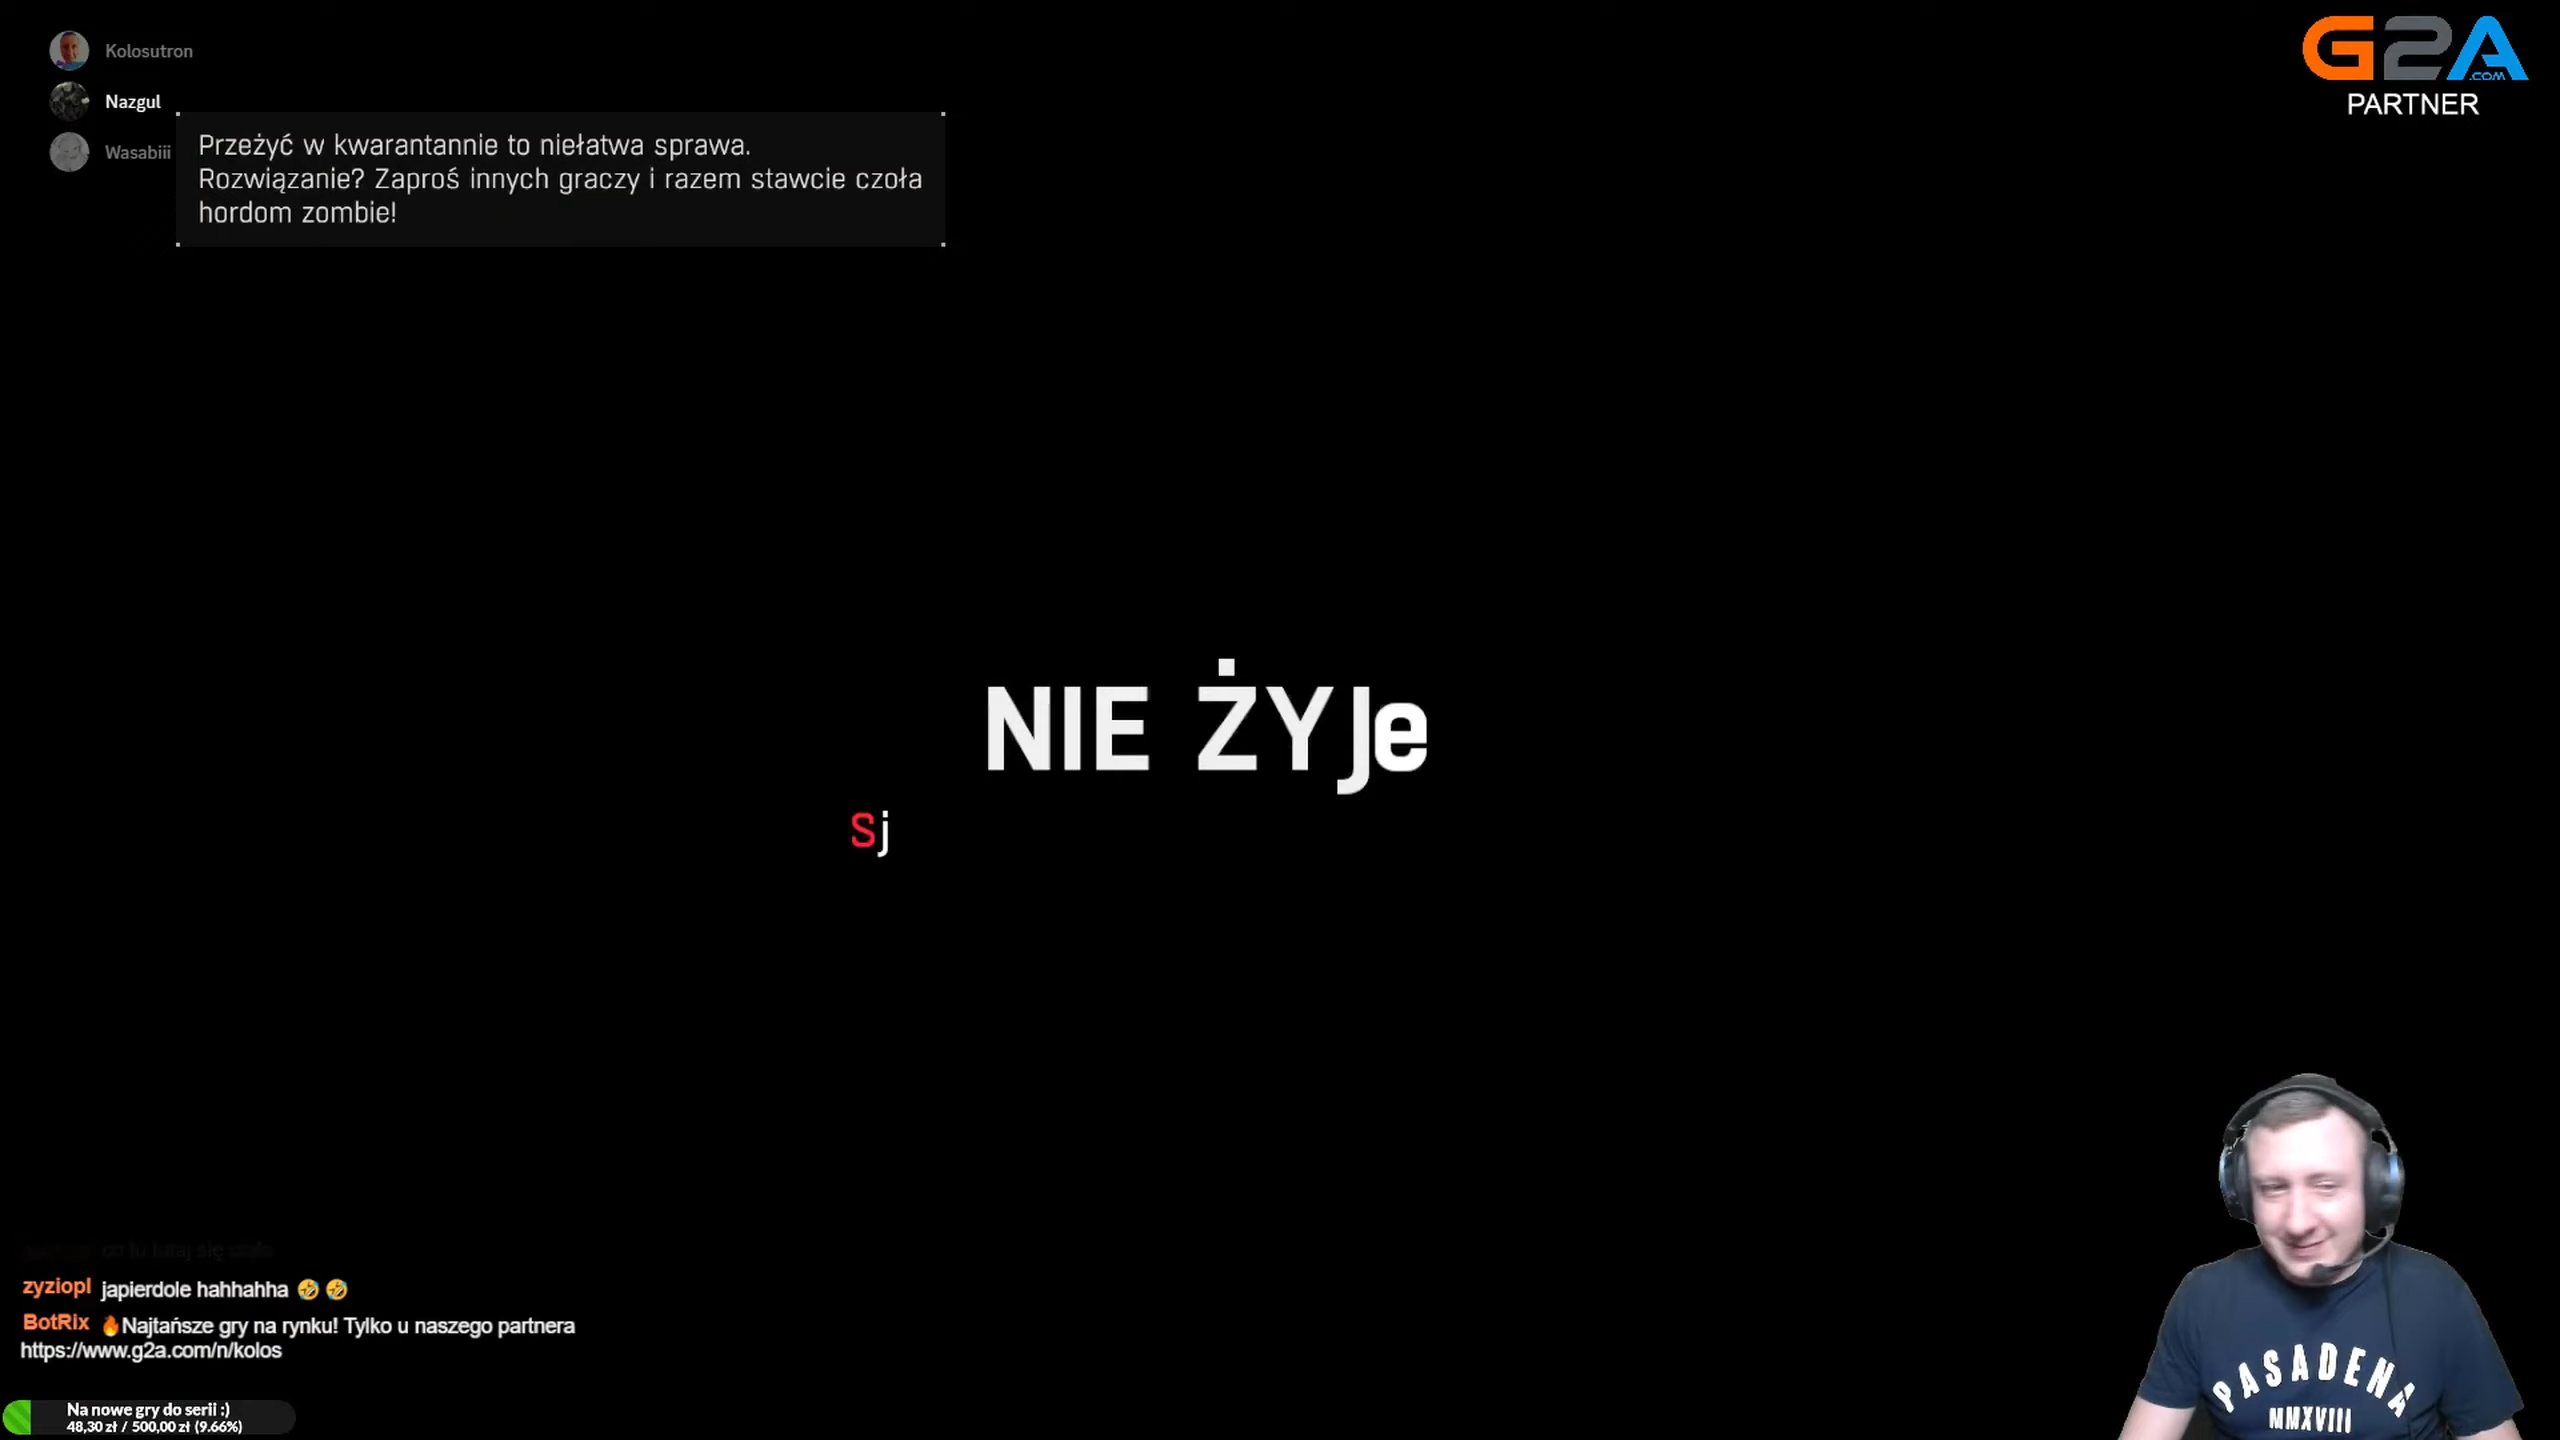 Kolosutron
Nazgul
Wasabiii
Przeżyć w kwarantannie to niełatwa sprawa.
Rozwiązanie? Zaproś innych graczy i razem stawcie czoła
hordom zombie!
G2A
.COM
PARTNER
NIE ŻYJe
Sj
zyziopl japierdole hahhahha 🤣 🤣
BotRix 🔥Najtańsze gry na rynku! Tylko u naszego partnera
https://www.g2a.com/n/kolos
Na nowe gry do serii :)
48,30 zł / 500,00 zł (9.66%)
PASADENA
MMXVIII